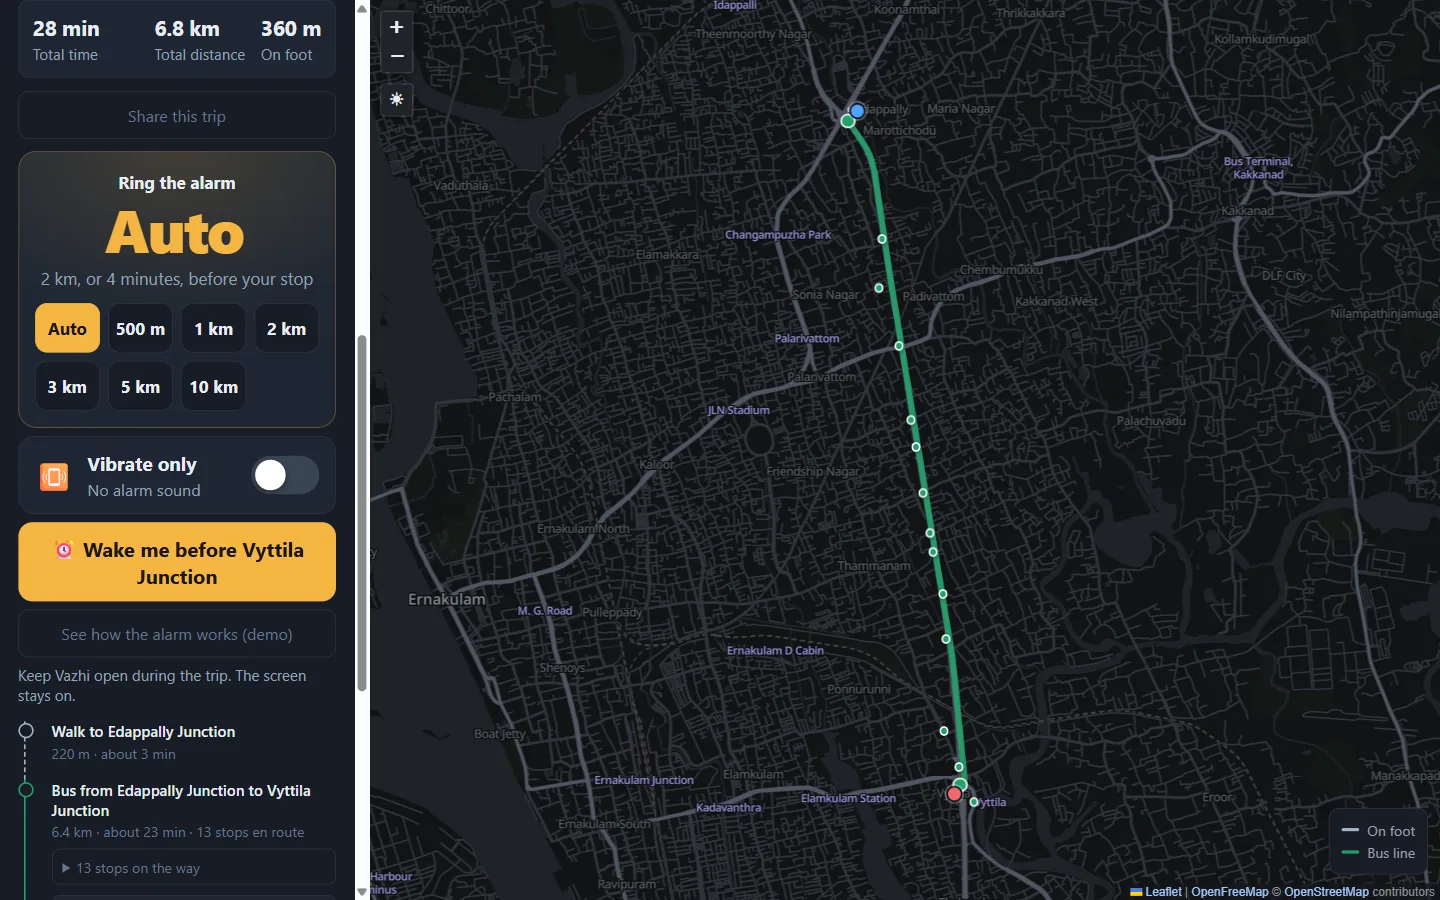 28 min
Total time
6.8 km
Total distance
360 m
On foot
Share this trip
Ring the alarm
Auto
2 km, or 4 minutes, before your stop
Auto
500 m
1 km
2 km
3 km
5 km
10 km
Vibrate only
No alarm sound
Wake me before Vyttila
Junction
See how the alarm works (demo)
Keep Vazhi open during the trip. The screen
stays on.
Walk to Edappally Junction
220 m · about 3 min
Bus from Edappally Junction to Vyttila
Junction
6.4 km · about 23 min · 13 stops en route
13 stops on the way
+
−
Chittoor
Idappalli
Koonamthai
Thrikkakkara
Theenmoorthy Nagar
Kollamkudimugal
Maria Nagar
Marottichodu
Bus Terminal,
Kakkanad
Vaduthala
Kakkanad
Changampuzha Park
Elamakkara
Chembumukku
DLF City
Sonia Nagar
Padivattom
Kakkanad West
Nilampathinjamugal
Palarivattom
Palarivattom
Pachalam
JLN Stadium
Palachuvadu
Kaloor
Friendship Nagar
Ernakulam North
Thammanam
Ernakulam
M. G. Road
Pulleppady
Ernakulam D Cabin
Shenoys
Ponnurunni
Boat Jetty
Ernakulam Junction
Elamkulam
Manakkapad
Kadavanthra
Elamkulam Station
Vyttila
Eroor
Ernakulam South
Harbour
Ravipuram
On foot
Bus line
Leaflet | OpenFreeMap © OpenStreetMap contributors